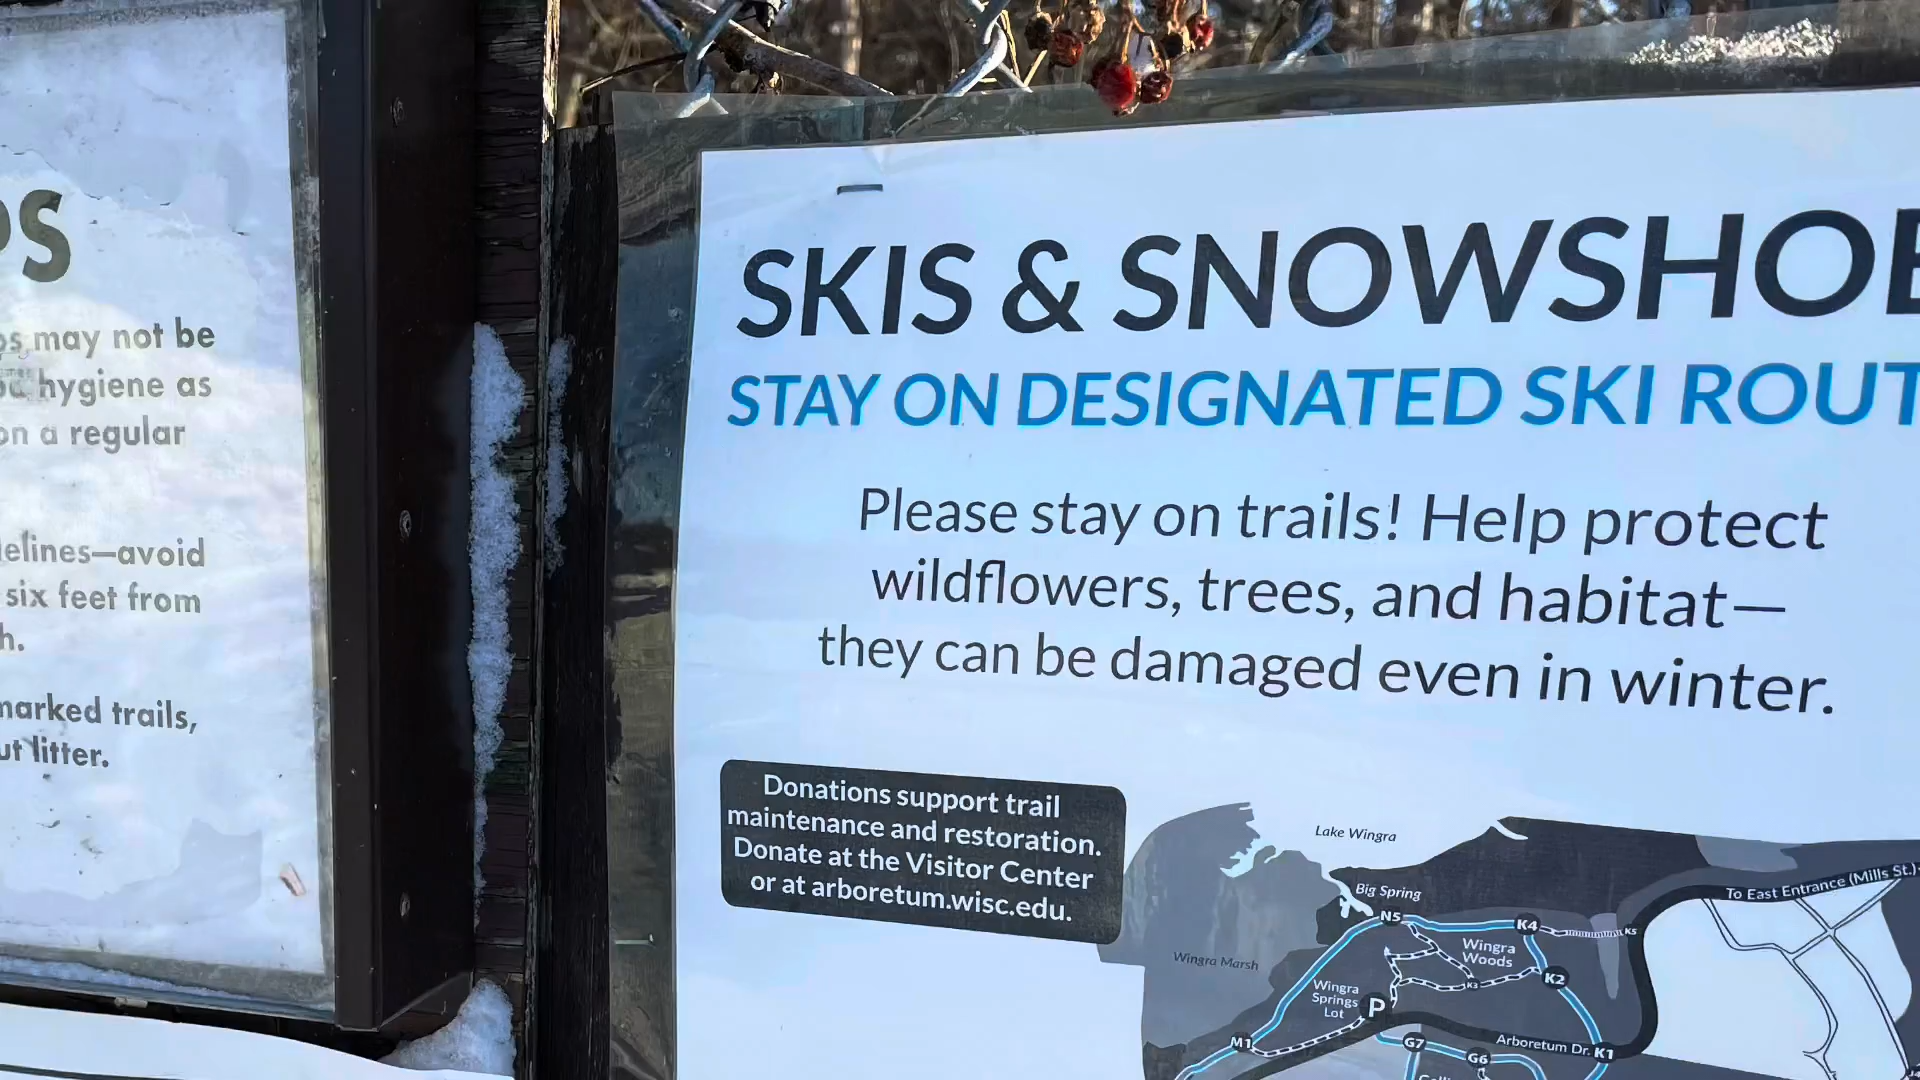 PS
may not be
hygiene as
on a regular
elines—avoid
six feet from
h.
marked trails,
ut litter.
SKIS & SNOWSHOE
STAY ON DESIGNATED SKI ROUT
Please stay on trails! Help protect
wildflowers, trees, and habitat—
they can be damaged even in winter.
Donations support trail
maintenance and restoration.
Donate at the Visitor Center
or at arboretum.wisc.edu.
Lake Wingra
Big Spring
To East Entrance (Mills St.)
N5
K4
K5
Wingra
Woods
Wingra Marsh
K3
K2
Wingra
Springs
Lot
P
M1
G7
G6
Arboretum Dr.
K1